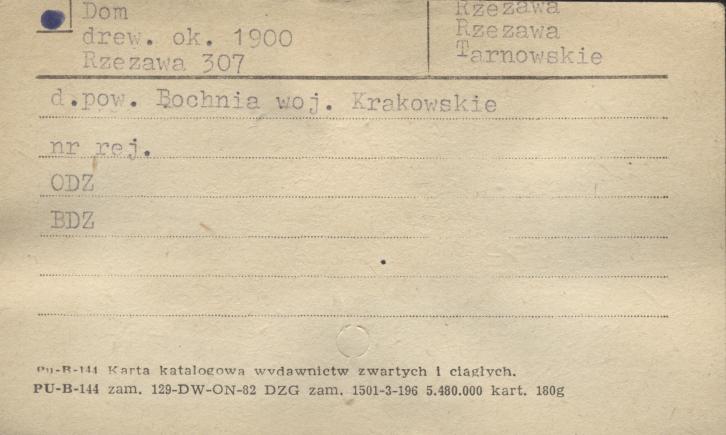 Dom
drew. ok. 1900
Rzezawa 307
Rzezawa
Rzezawa
Tarnowskie
d.pow. Bochnia woj. Krakowskie
nr rej.
ODZ
BDZ
Pu-B-144 Karta katalogowa wydawnictw zwartych i ciągłych.
PU-B-144 zam. 129-DW-ON-82 DZG zam. 1501-3-196 5.480.000 kart. 180g